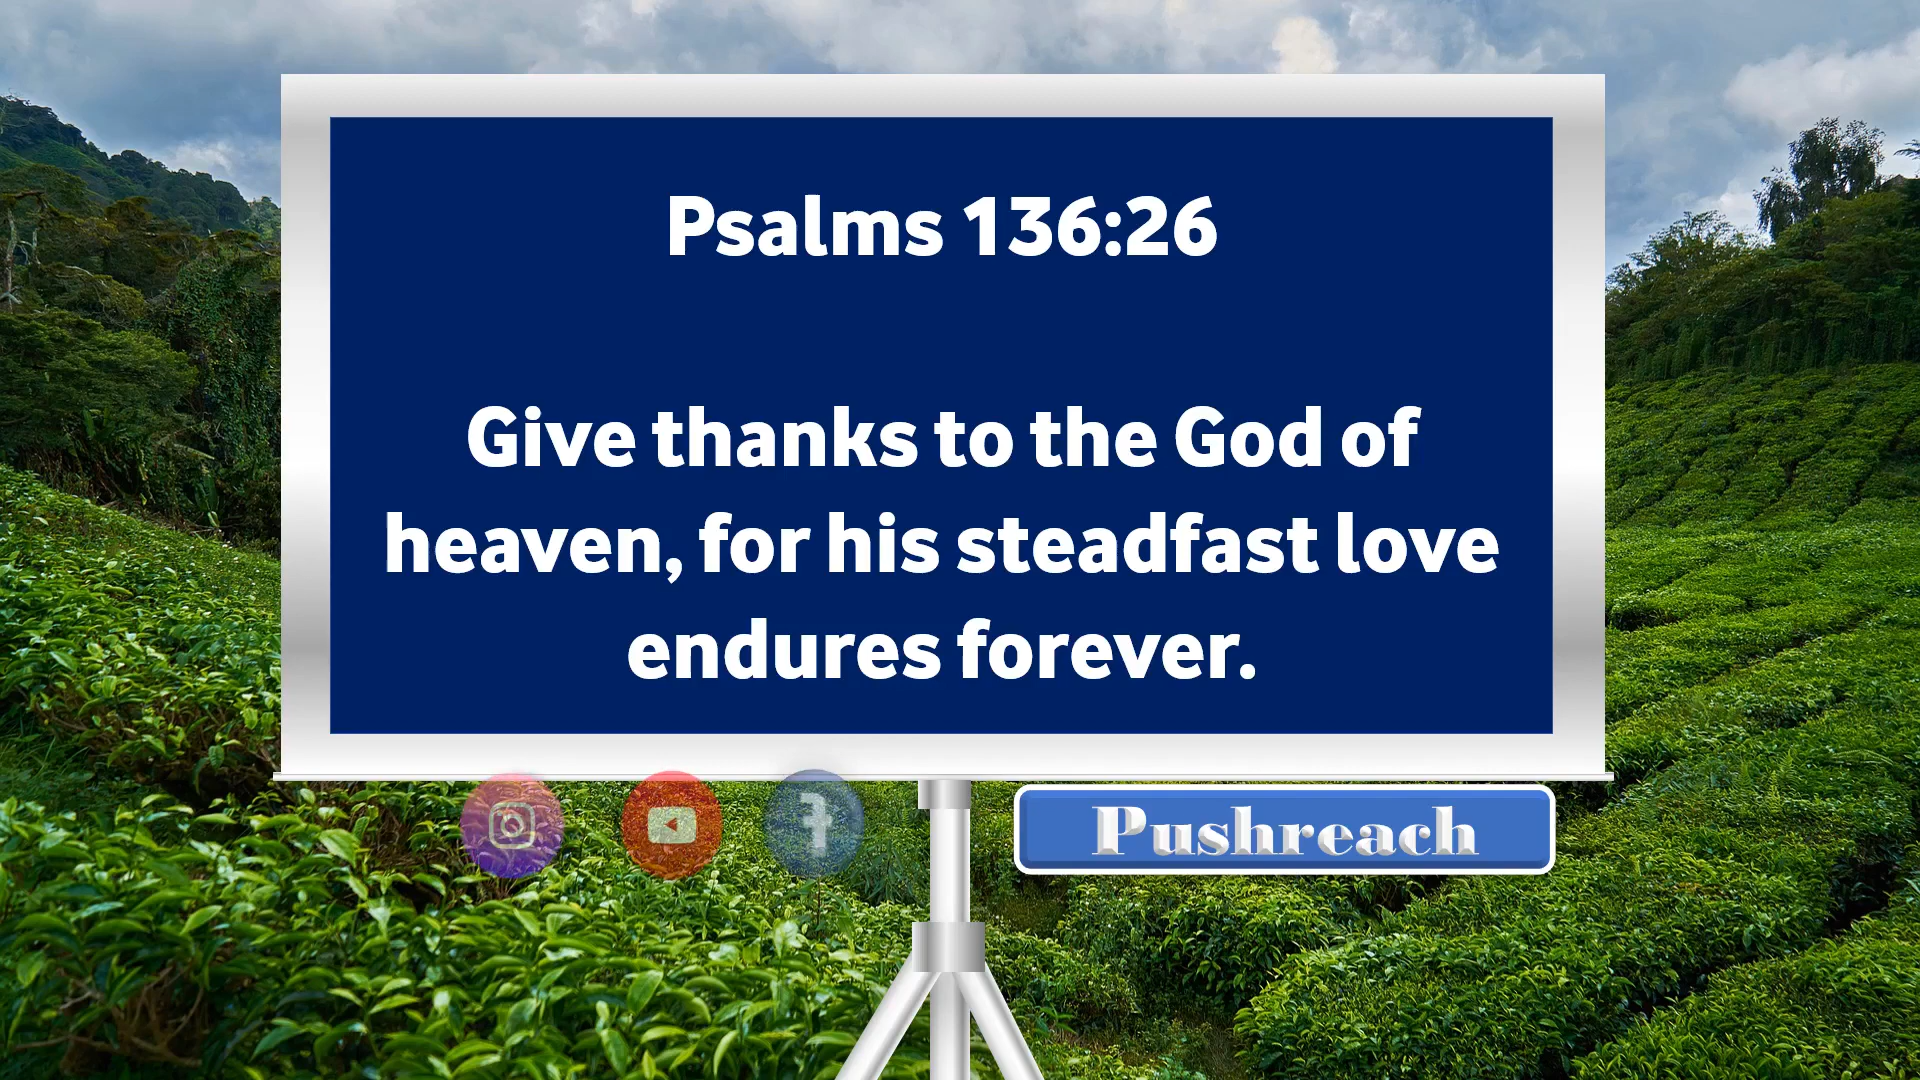 Psalms 136:26
Give thanks to the God of
heaven, for his steadfast love
endures forever.
Pushreach